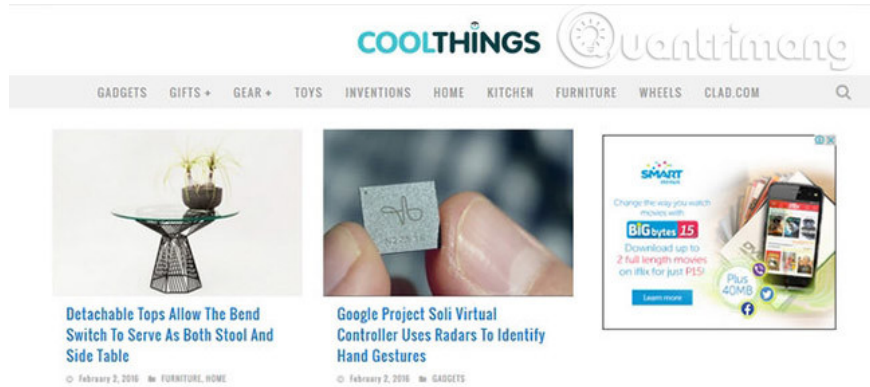 COOLTHINGS
Quantrimang
GADGETS GIFTS + GEAR + TOYS INVENTIONS HOME KITCHEN FURNITURE WHEELS CLAD.COM
Detachable Tops Allow The Bend
Switch To Serve As Both Stool And
Side Table
February 2, 2016 FURNITURE, HOME
Google Project Soli Virtual
Controller Uses Radars To Identify
Hand Gestures
February 2, 2016 GADGETS
SMART
Change the way you watch
movies with
BIG bytes 15
Download up to
2 full length movies
on iflix for just P15!
Learn more
Plus
40MB